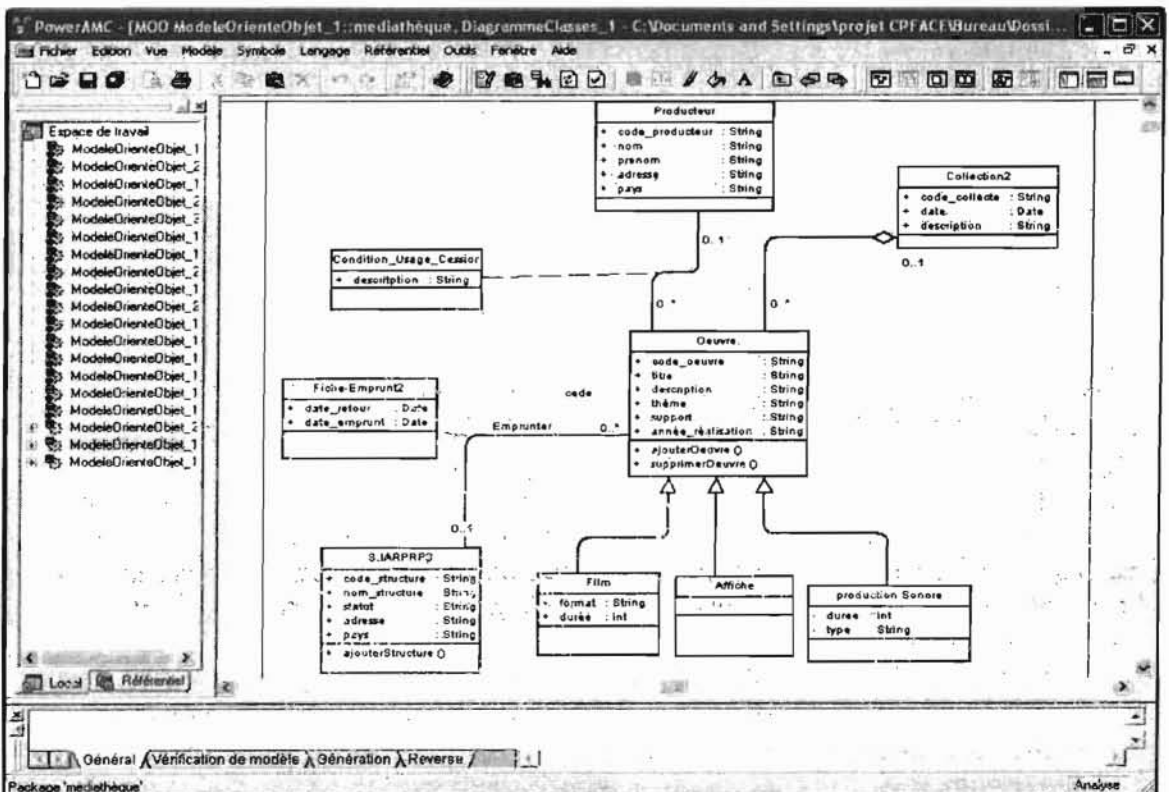 PowerAMC - [MOO ModeleOrienteObjet_1::mediathèque, DiagrammeClasses_1 - C:\Documents and Settings\projet CPFACE\Bureau\Dossi...
Fichier Edition Vue Modèle Symbole Langage Référentiel Outils Fenêtre Aide
Espace de travail
ModeleOrienteObjet_1
ModeleOrienteObjet_2
ModeleOrienteObjet_1
ModeleOrienteObjet_2
ModeleOrienteObjet_2
ModeleOrienteObjet_1
ModeleOrienteObjet_1
ModeleOrienteObjet_2
ModeleOrienteObjet_1
ModeleOrienteObjet_2
ModeleOrienteObjet_1
ModeleOrienteObjet_1
ModeleOrienteObjet_1
ModeleOrienteObjet_1
ModeleOrienteObjet_1
ModeleOrienteObjet_1
ModeleOrienteObjet_2
ModeleOrienteObjet_1
ModeleOrienteObjet_1
Local Référentiel
Producteur
+ code_producteur : String
+ nom : String
+ prenom : String
+ adresse : String
+ pays : String
Collection2
+ code_collecte : String
+ date : Date
+ description : String
0..1
0..1
Condition_Usage_Cession
+ descritption : String
0..*
0..*
Oeuvre
+ code_oeuvre : String
+ titre : String
+ description : String
+ thème : String
+ support : String
+ année_réalisation : String
+ ajouterOeuvre ()
+ supprimerOeuvre ()
Fiche-Emprunt2
+ date_retour : Date
+ date_emprunt : Date
cede
Emprunter
0..*
0..1
+ code_structure : String
+ nom_structure String
+ statut : String
+ adresse : String
+ pays : String
+ ajouterStructure ()
Film
+ format : String
+ durée : int
Affiche
production Sonore
duree int
type String
Général Vérification de modèle Génération Reverse
Package 'mediathèque'
Analyse